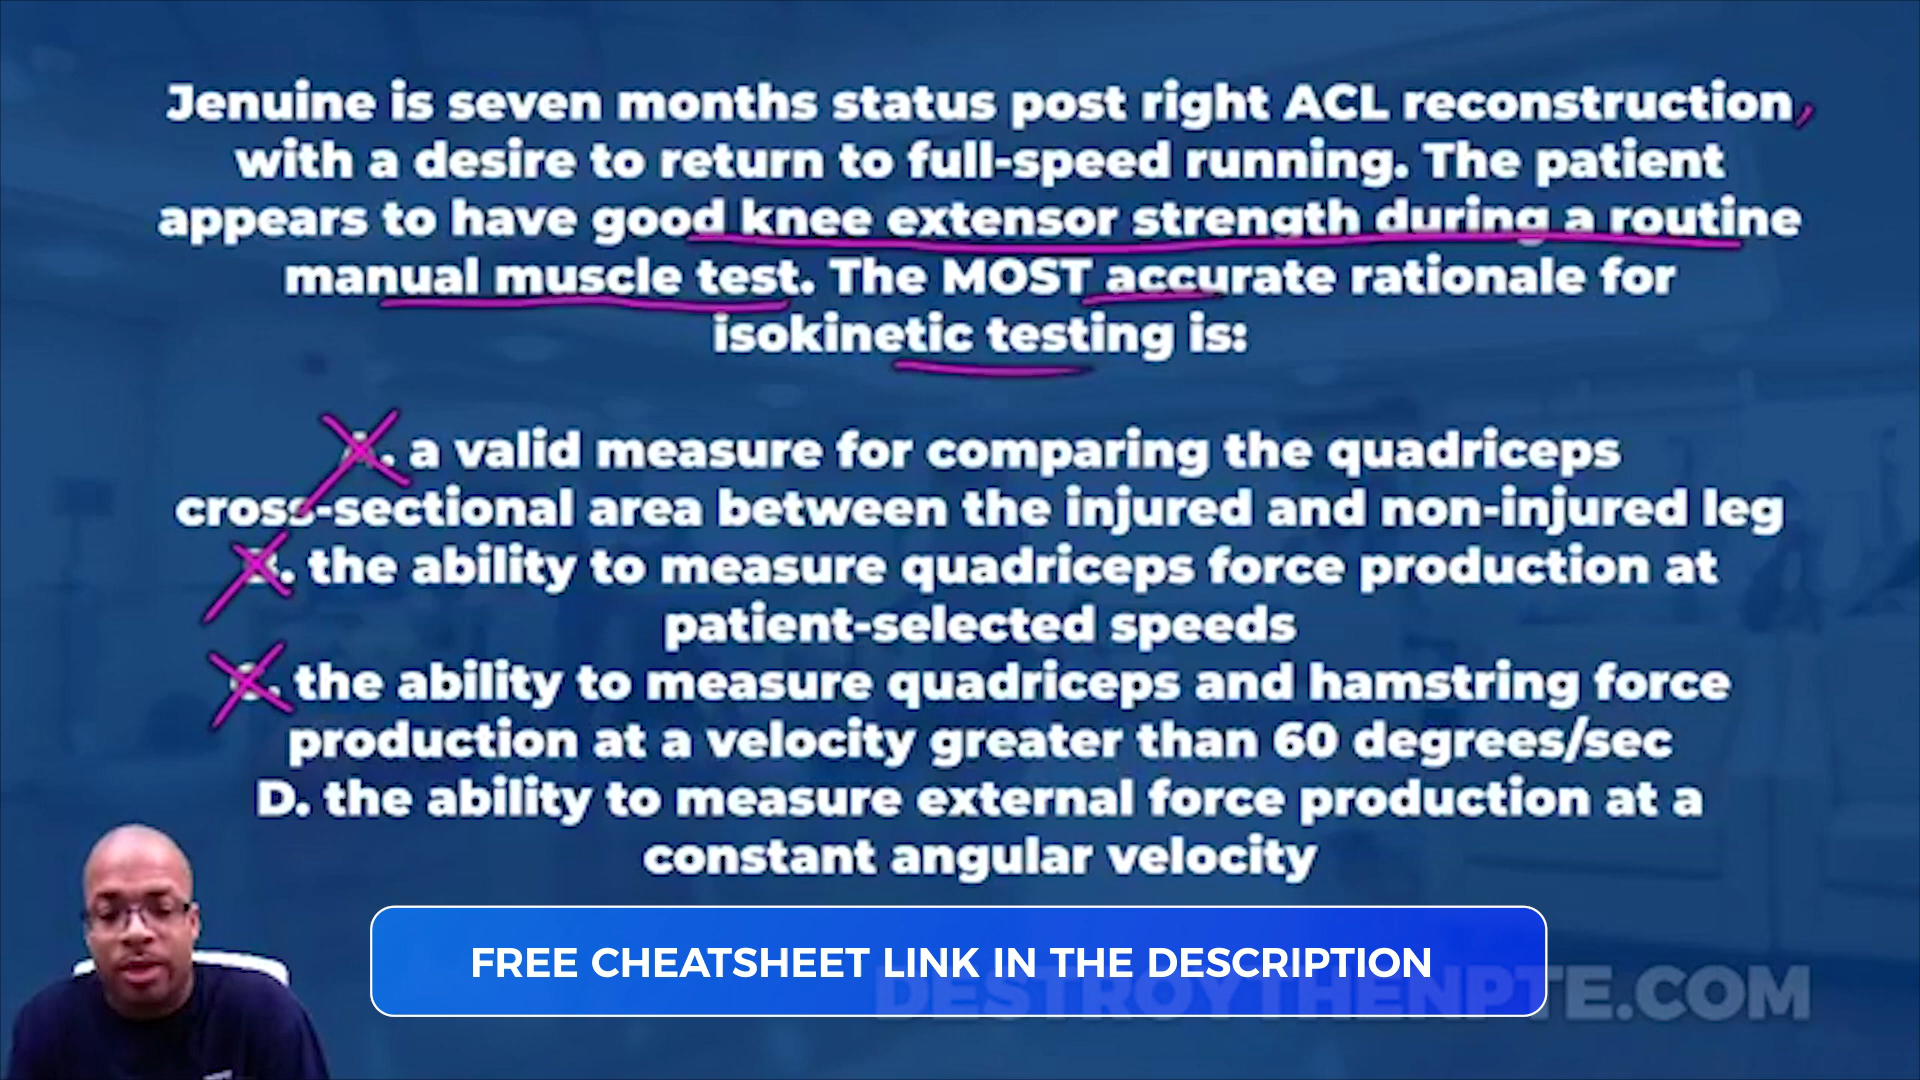 Jenuine is seven months status post right ACL reconstruction,
with a desire to return to full-speed running. The patient
appears to have good knee extensor strength during a routine
manual muscle test. The MOST accurate rationale for
isokinetic testing is:
A. a valid measure for comparing the quadriceps
cross-sectional area between the injured and non-injured leg
B. the ability to measure quadriceps force production at
patient-selected speeds
C. the ability to measure quadriceps and hamstring force
production at a velocity greater than 60 degrees/sec
D. the ability to measure external force production at a
constant angular velocity
FREE CHEATSHEET LINK IN THE DESCRIPTION
DESTROYTHENPTE.COM